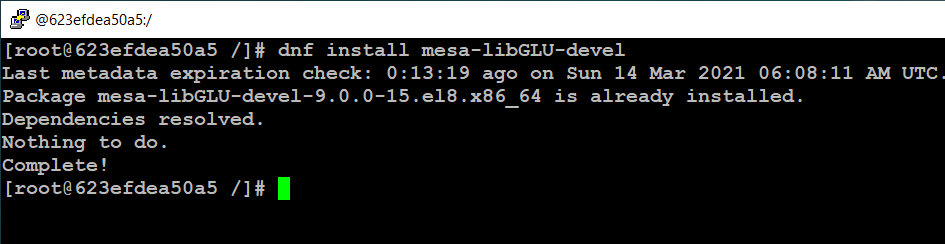 @623efdea50a5:/
[root@623efdea50a5 /]# dnf install mesa-libGLU-devel
Last metadata expiration check: 0:13:19 ago on Sun 14 Mar 2021 06:08:11 AM UTC.
Package mesa-libGLU-devel-9.0.0-15.el8.x86_64 is already installed.
Dependencies resolved.
Nothing to do.
Complete!
[root@623efdea50a5 /]#